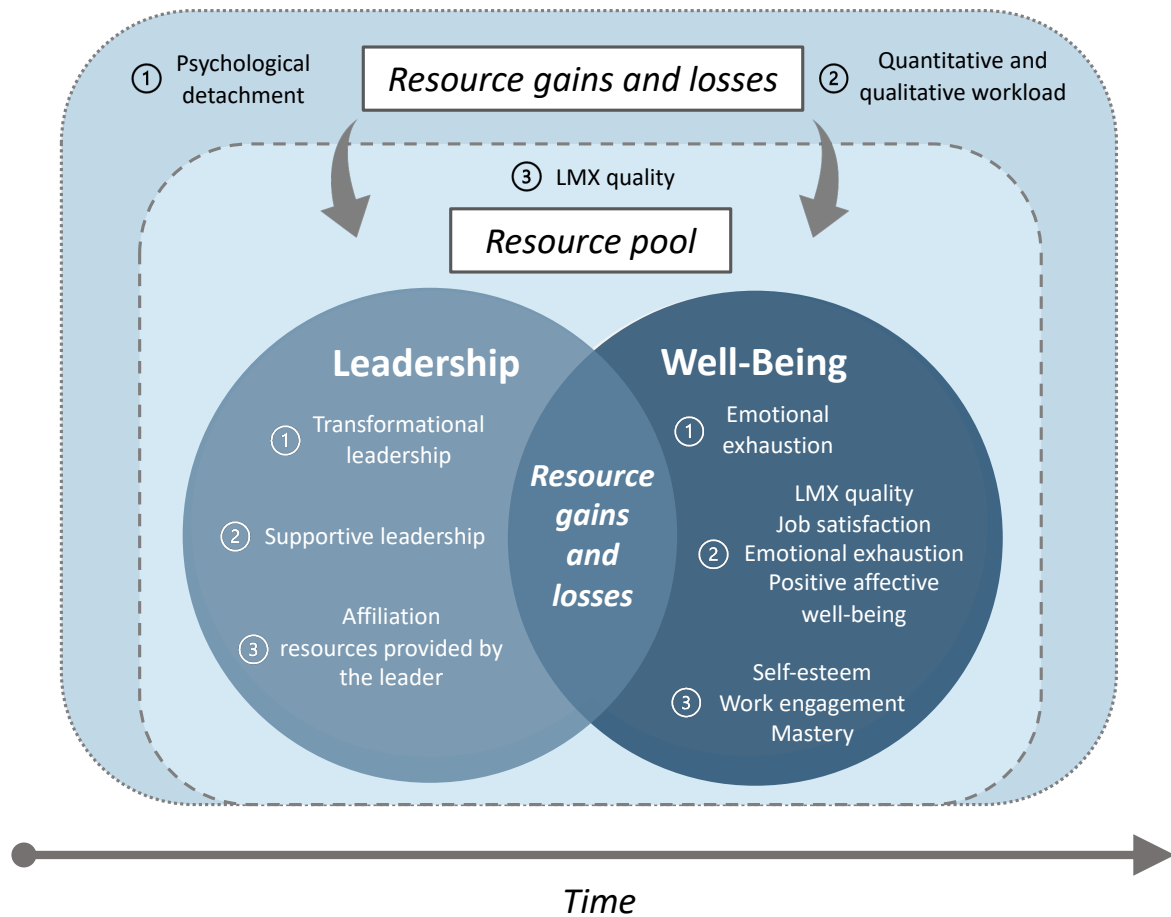 ① Psychological
detachment
Resource gains and losses
② Quantitative and
qualitative workload
③ LMX quality
Resource pool
Leadership
① Transformational
leadership
② Supportive leadership
Affiliation
③ resources provided by
the leader
Resource
gains
and
losses
Well-Being
① Emotional
exhaustion
LMX quality
Job satisfaction
② Emotional exhaustion
Positive affective
well-being
Self-esteem
③ Work engagement
Mastery
Time